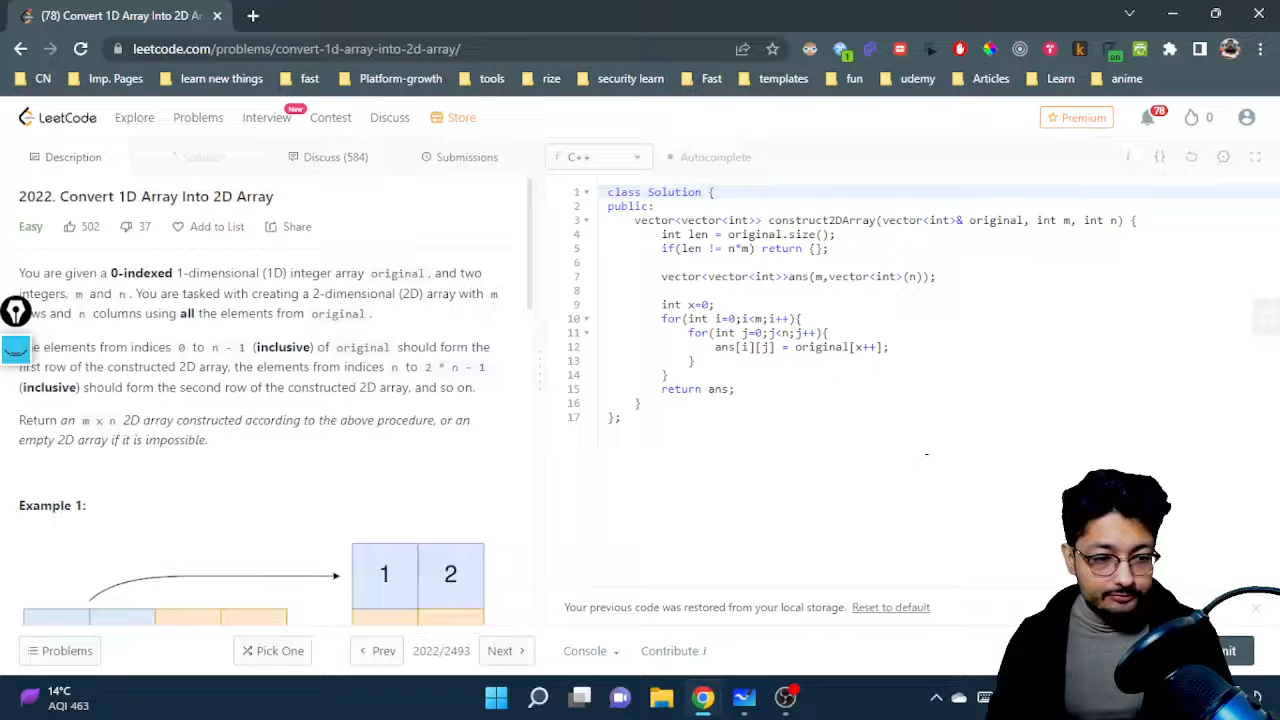 (78) Convert 1D Array Into 2D Ar
leetcode.com/problems/convert-1d-array-into-2d-array/
1
on
CN
Imp. Pages
learn new things
fast
Platform-growth
tools
rise
security learn
Fast
templates
fun
udemy
Articles
Learn
anime
LeetCode
Explore
Problems
Interview
New
Contest
Discuss
Store
Premium
78
0
Description
Solution
Discuss (584)
Submissions
C++
Autocomplete
i
{}
2022. Convert 1D Array Into 2D Array
Easy
502
37
Add to List
Share
You are given a 0-indexed 1-dimensional (1D) integer array original, and two
integers, m and n. You are tasked with creating a 2-dimensional (2D) array with m
ws and n columns using all the elements from original.
e elements from indices 0 to n - 1 (inclusive) of original should form the
first row of the constructed 2D array, the elements from indices n to 2 * n - 1
(inclusive) should form the second row of the constructed 2D array, and so on.
Return an m x n 2D array constructed according to the above procedure, or an
empty 2D array if it is impossible.
Example 1:
1 2
1 class Solution {
2 public:
3 vector<vector<int>> construct2DArray(vector<int>& original, int m, int n) {
4 int len = original.size();
5 if(len != n*m) return {};
6
7 vector<vector<int>>ans(m,vector<int>(n));
8
9 int x=0;
10 for(int i=0;i<m;i++){
11 for(int j=0;j<n;j++){
12 ans[i][j] = original[x++];
13 }
14 }
15 return ans;
16 }
17 };
Your previous code was restored from your local storage. Reset to default
Problems
Pick One
< Prev
2022/2493
Next >
Console
Contribute i
it
14°C
AQI 463